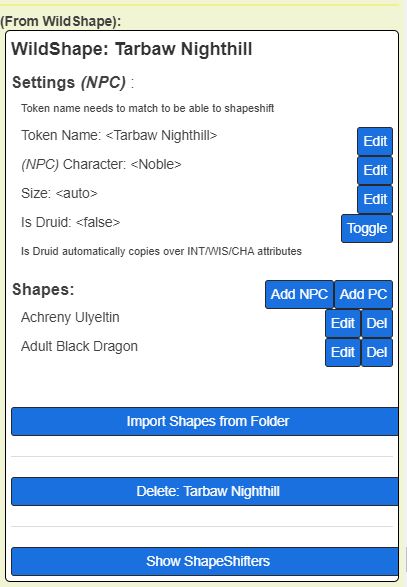 (From WildShape):
WildShape: Tarbaw Nighthill
Settings (NPC) :
Token name needs to match to be able to shapeshift
Token Name: <Tarbaw Nighthill> Edit
(NPC) Character: <Noble> Edit
Size: <auto> Edit
Is Druid: <false> Toggle
Is Druid automatically copies over INT/WIS/CHA attributes
Shapes: Add NPC Add PC
Achreny Ulyeltin Edit Del
Adult Black Dragon Edit Del
Import Shapes from Folder
Delete: Tarbaw Nighthill
Show ShapeShifters